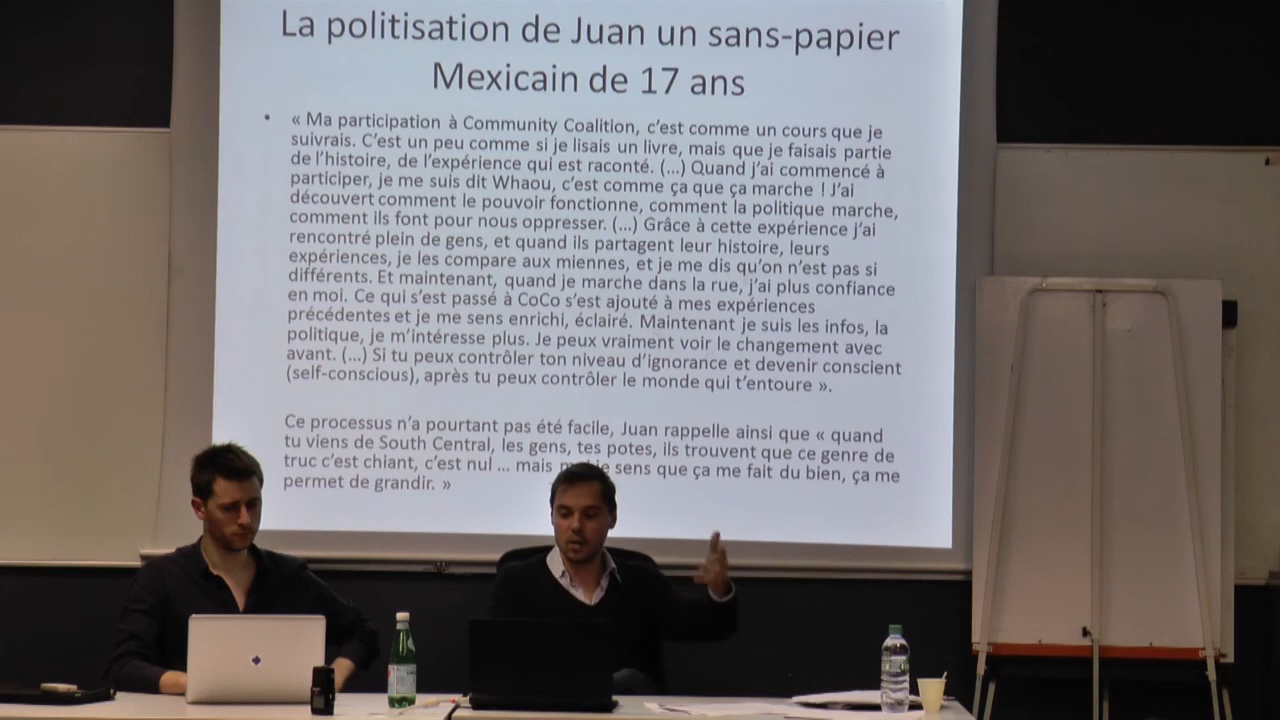 La politisation de Juan un sans-papier
Mexicain de 17 ans
• « Ma participation à Community Coalition, c’est comme un cours que je
suivrais. C’est un peu comme si je lisais un livre, mais que je faisais partie
de l’histoire, de l’expérience qui est raconté. (...) Quand j’ai commencé à
participer, je me suis dit Whaou, c’est comme ça que ça marche ! J’ai
découvert comment le pouvoir fonctionne, comment la politique marche,
comment ils font pour nous oppresser. (...) Grâce à cette expérience j’ai
rencontré plein de gens, et quand ils partagent leur histoire, leurs
expériences, je les compare aux miennes, et je me dis qu’on n’est pas si
différents. Et maintenant, quand je marche dans la rue, j’ai plus confiance
en moi. Ce qui s’est passé à CoCo s’est ajouté à mes expériences
précédentes et je me sens enrichi, éclairé. Maintenant je suis les infos, la
politique, je m’intéresse plus. Je peux vraiment voir le changement avec
avant. (...) Si tu peux contrôler ton niveau d’ignorance et devenir conscient
(self-conscious), après tu peux contrôler le monde qui t’entoure ».
Ce processus n’a pourtant pas été facile, Juan rappelle ainsi que « quand
tu viens de South Central, les gens, tes potes, ils trouvent que ce genre de
truc c’est chiant, c’est nul ... mais sens que ça me fait du bien, ça me
permet de grandir. »